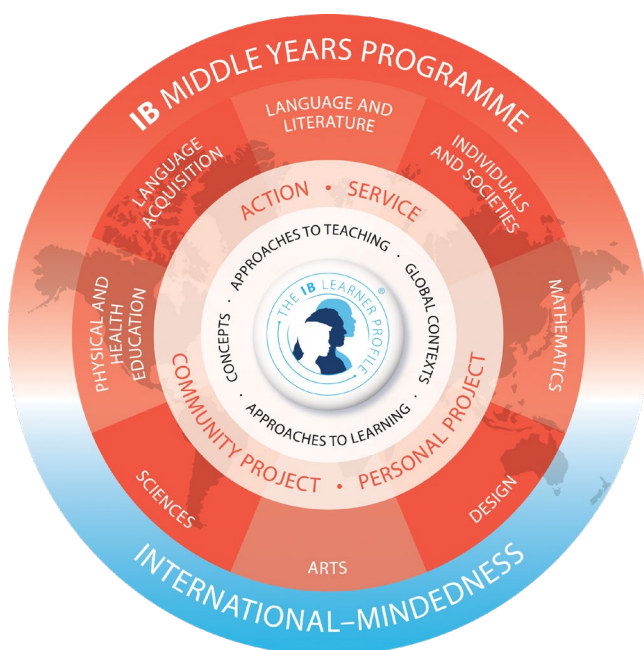 IB MIDDLE YEARS PROGRAMME
LANGUAGE AND
LITERATURE
INDIVIDUALS
AND SOCIETIES
MATHEMATICS
DESIGN
ARTS
SCIENCES
PHYSICAL AND
HEALTH
EDUCATION
LANGUAGE
ACQUISITION
ACTION • SERVICE
COMMUNITY PROJECT • PERSONAL PROJECT
APPROACHES TO TEACHING · GLOBAL CONTEXTS ·
APPROACHES TO LEARNING · CONCEPTS ·
THE IB LEARNER PROFILE ®
INTERNATIONAL–MINDEDNESS